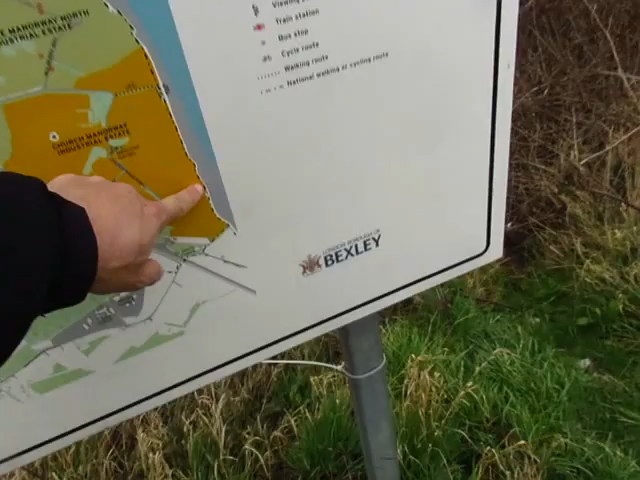 MANORWAY NORTH
INDUSTRIAL ESTATE
CHURCH MANORWAY
INDUSTRIAL ESTATE
Viewing
Train station
Bus stop
Cycle route
Walking route
National walking or cycling route
LONDON BOROUGH OF
BEXLEY